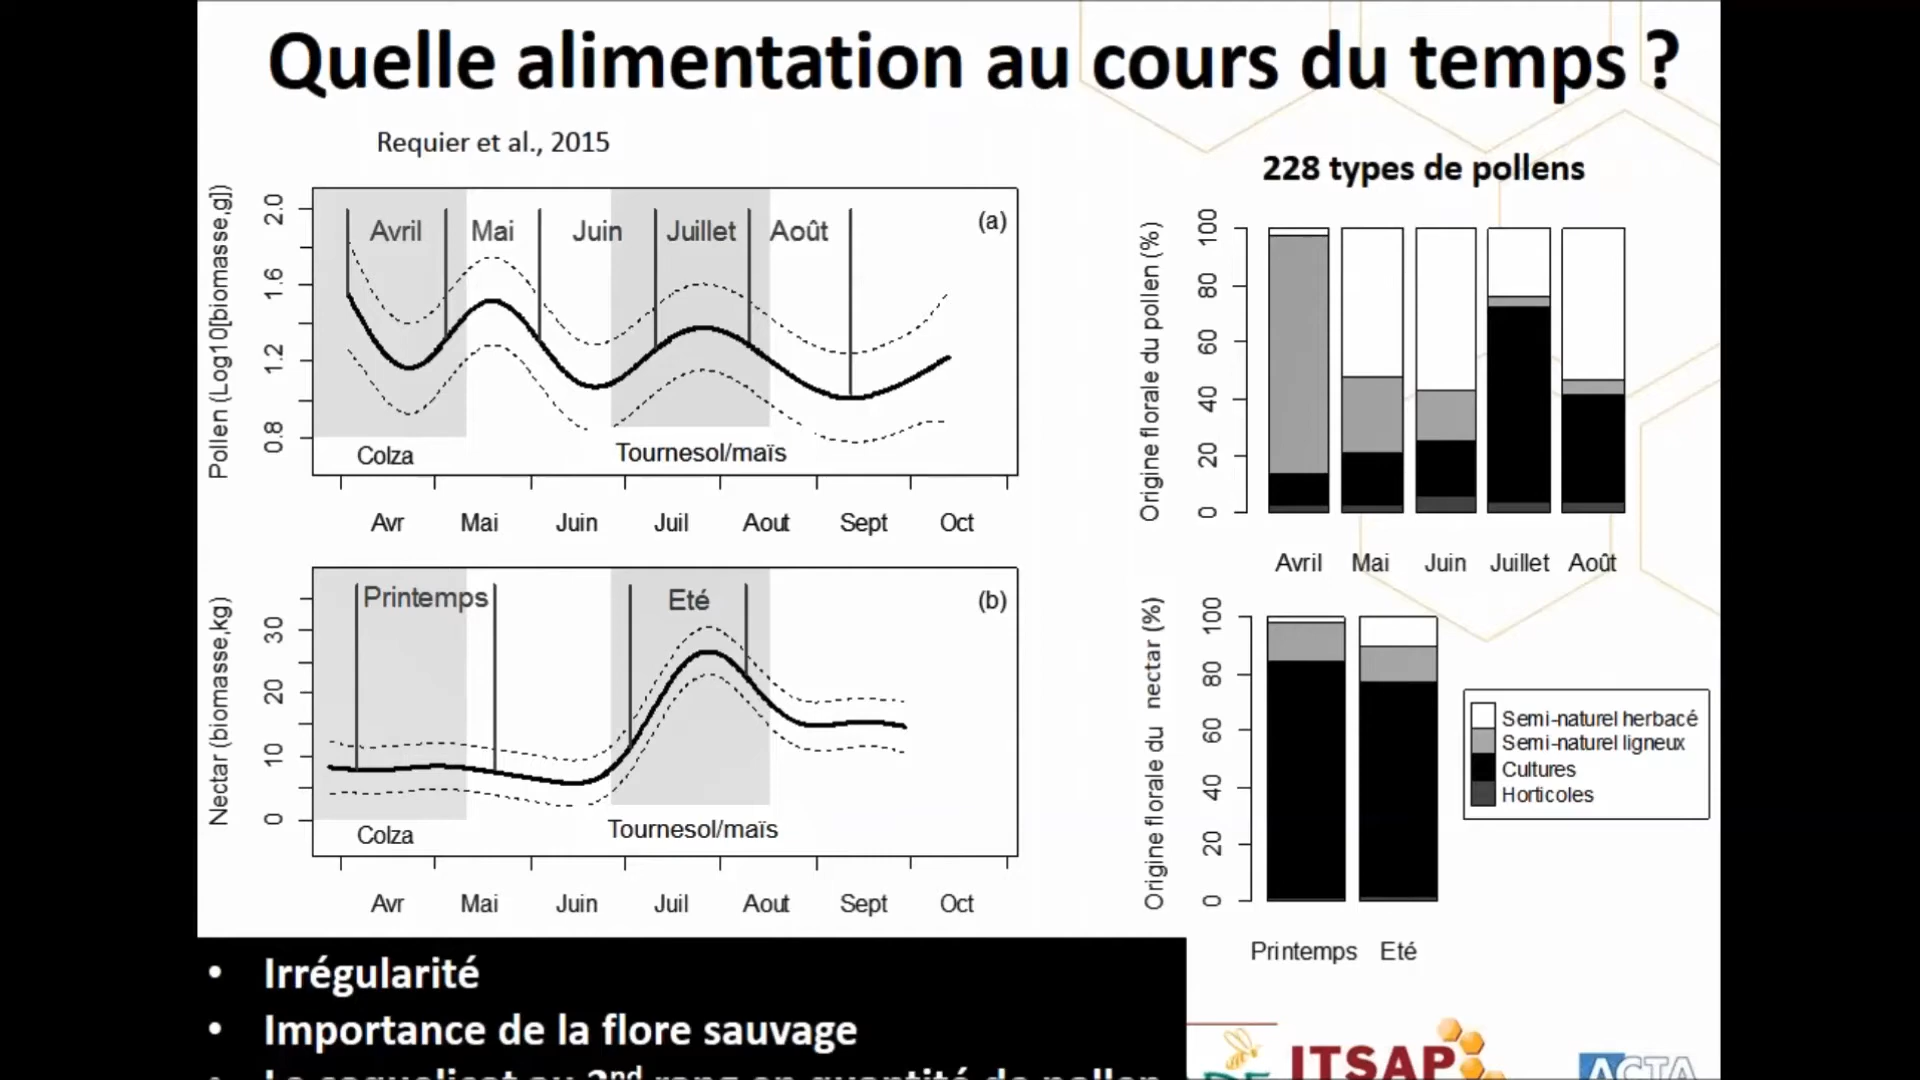 Quelle alimentation au cours du temps ?
Requier et al., 2015
Pollen (Log10[biomasse,g])
2.0
1.6
1.2
0.8
Avril Mai Juin Juillet Août
(a)
Colza
Tournesol/maïs
Avr Mai Juin Juil Aout Sept Oct
Nectar (biomasse,kg)
30
20
10
0
Printemps Eté
(b)
Colza
Tournesol/maïs
Avr Mai Juin Juil Aout Sept Oct
228 types de pollens
Origine florale du pollen (%)
100
80
60
40
20
0
Avril Mai Juin Juillet Août
Origine florale du nectar (%)
100
80
60
40
20
0
Printemps Eté
Semi-naturel herbacé
Semi-naturel ligneux
Cultures
Horticoles
• Irrégularité
• Importance de la flore sauvage
• Le coquelicot au 2nd rang en quantité de pollen
ITSAP
ACTA